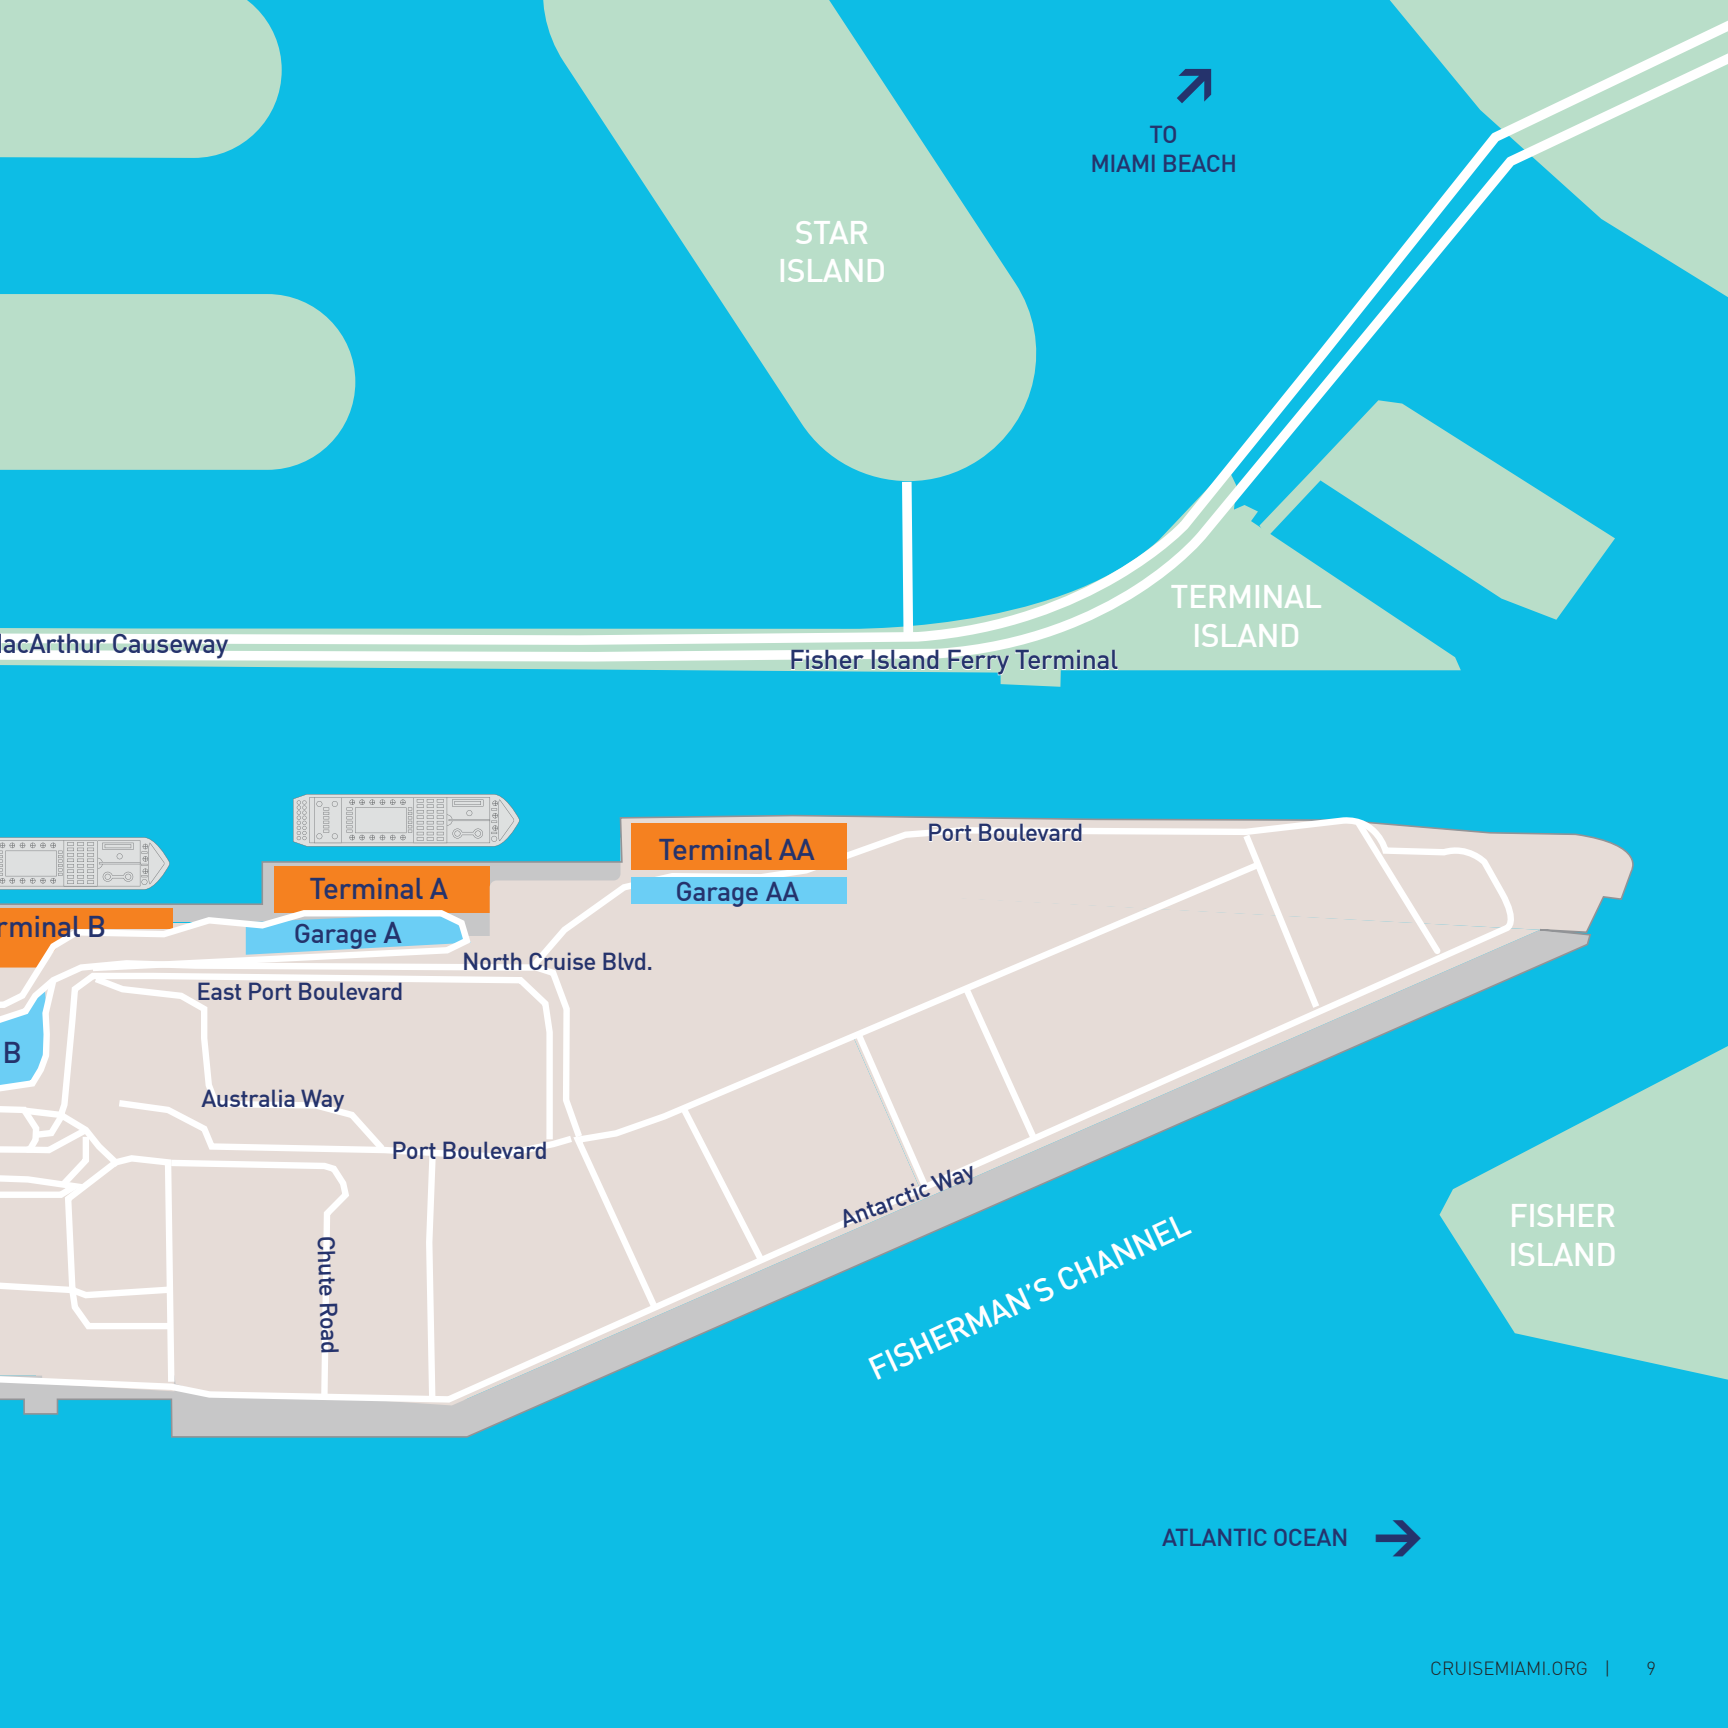 TO
MIAMI BEACH
STAR
ISLAND
TERMINAL
ISLAND
MacArthur Causeway
Fisher Island Ferry Terminal
Terminal AA
Garage AA
Port Boulevard
Terminal A
Garage A
Terminal B
North Cruise Blvd.
East Port Boulevard
B
Australia Way
Port Boulevard
Antarctic Way
Chute Road
FISHERMAN'S CHANNEL
FISHER
ISLAND
ATLANTIC OCEAN
CRUISEMIAMI.ORG | 9